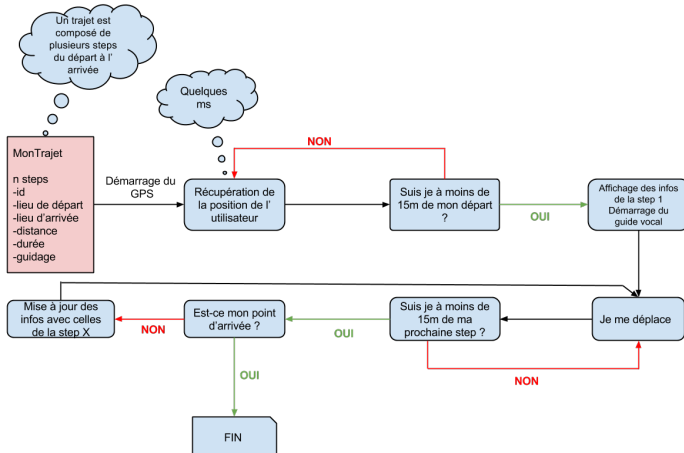 Un trajet est
composé de
plusieurs steps
du départ à l'
arrivée
Quelques
ms
MonTrajet
n steps
-id
-lieu de départ
-lieu d'arrivée
-distance
-durée
-guidage
Démarrage du
GPS
Récupération de
la position de l'
utilisateur
NON
Suis je à moins de
15m de mon départ
?
OUI
Affichage des infos
de la step 1
Démarrage du
guide vocal
Mise à jour des
infos avec celles
de la step X
NON
Est-ce mon point
d'arrivée ?
OUI
Suis je à moins de
15m de ma
prochaine step ?
Je me déplace
NON
OUI
FIN